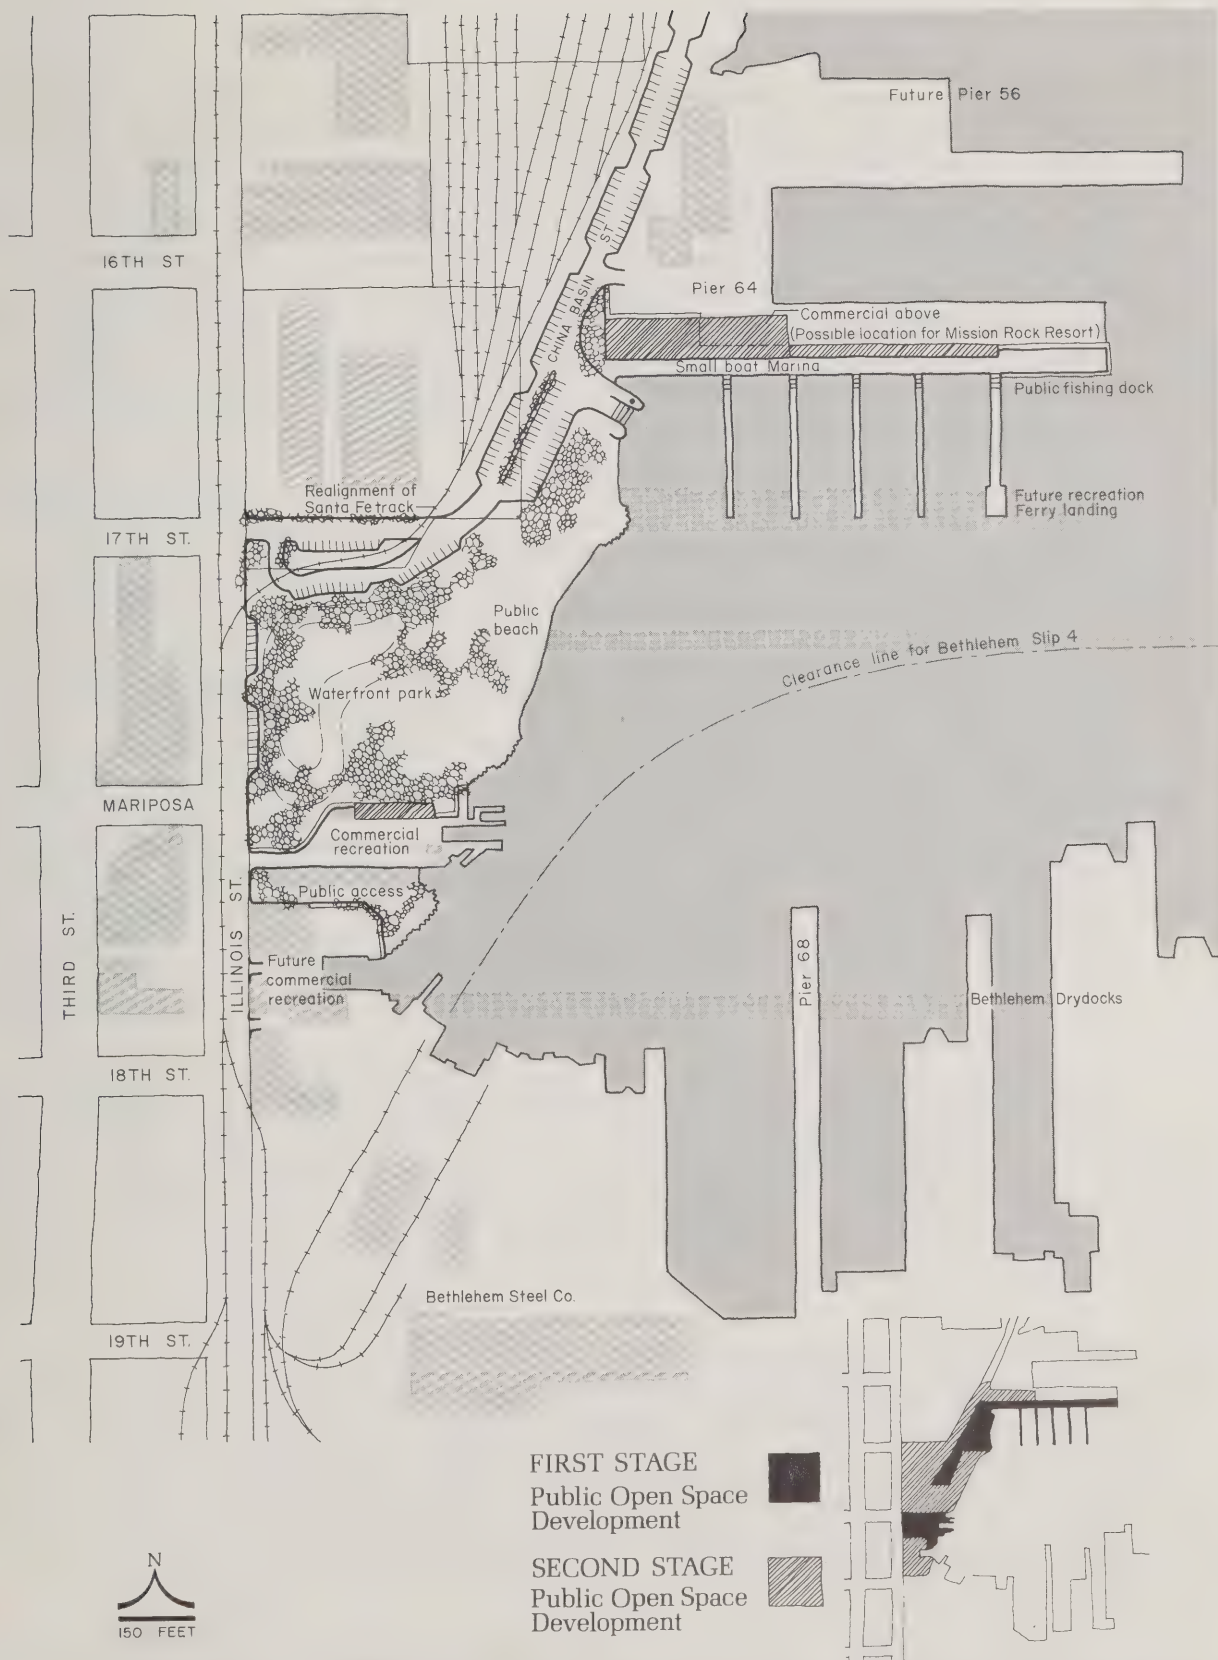 Future Pier 56
16TH ST
CHINA BASIN ST
Pier 64
Commercial above
(Possible location for Mission Rock Resort)
Small boat Marina
Public fishing dock
Realignment of
Santa Fe track
Future recreation
Ferry landing
17TH ST.
Public
beach
Clearance line for Bethlehem Slip 4
Waterfront park
MARIPOSA
Commercial
recreation
Public access
THIRD ST.
ILLINOIS ST.
Future
commercial
recreation
Pier 68
Bethlehem Drydocks
18TH ST.
Bethlehem Steel Co.
19TH ST.
FIRST STAGE
Public Open Space
Development
SECOND STAGE
Public Open Space
Development
N
150 FEET